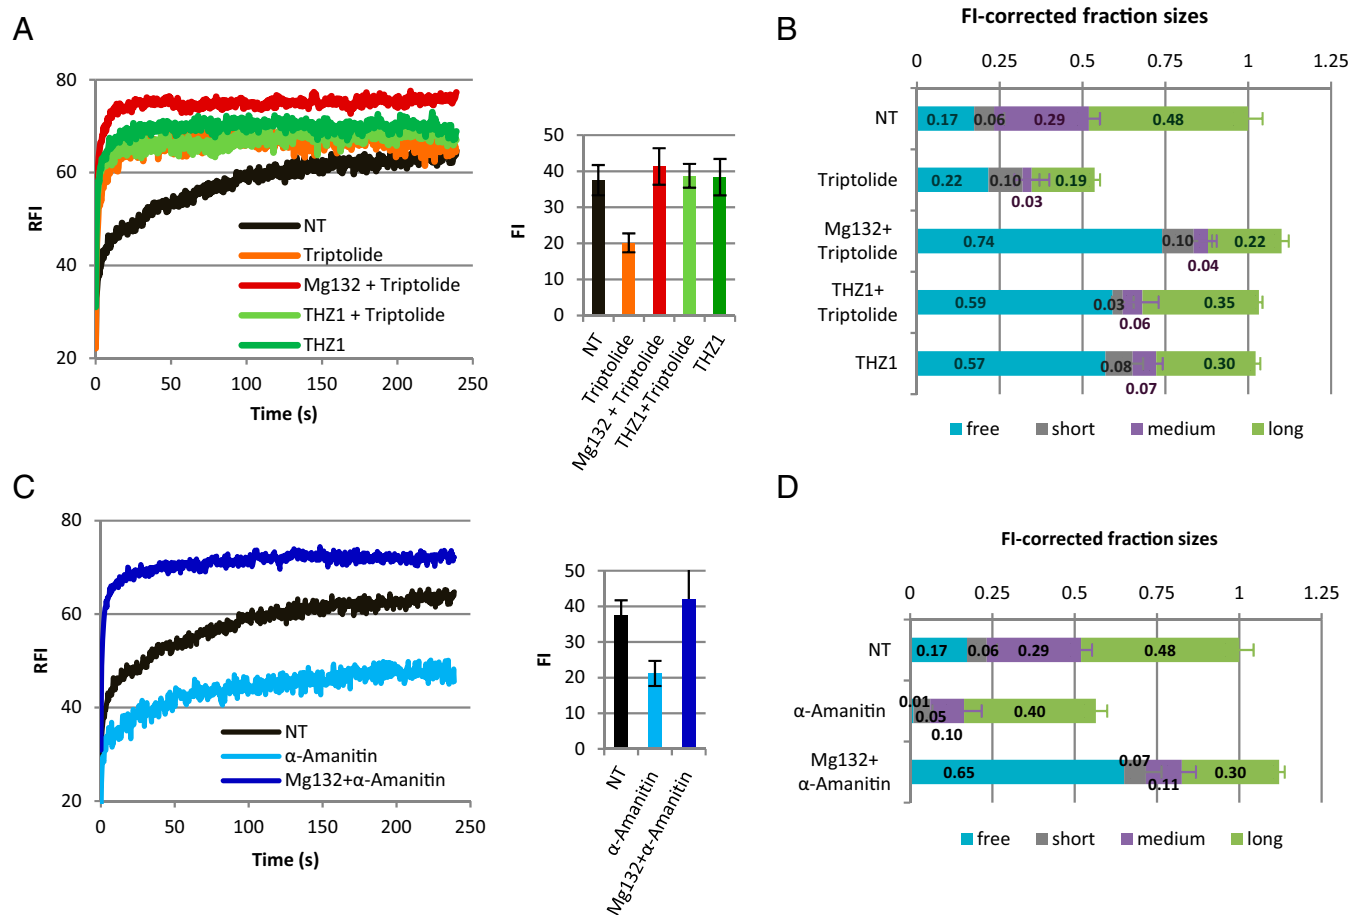 A
80
60
40
20
RFI
0
50
100
150
200
250
Time (s)
NT
Triptolide
Mg132 + Triptolide
THZ1 + Triptolide
THZ1
50
40
30
20
10
0
FI
NT
Triptolide
Mg132 + Triptolide
THZ1+Triptolide
THZ1
B
FI-corrected fraction sizes
0 0.25 0.5 0.75 1 1.25
NT
0.17 0.06 0.29 0.48
Triptolide
0.22 0.10 0.19
0.03
Mg132+
Triptolide
0.74 0.10 0.22
0.04
THZ1+
Triptolide
0.59 0.03 0.35
0.06
THZ1
0.57 0.08 0.30
0.07
free short medium long
C
80
60
40
20
RFI
0
50
100
150
200
250
Time (s)
NT
α-Amanitin
Mg132+α-Amanitin
50
40
30
20
10
0
FI
NT
α-Amanitin
Mg132+α-Amanitin
D
FI-corrected fraction sizes
0 0.25 0.5 0.75 1 1.25
NT
0.17 0.06 0.29 0.48
α-Amanitin
0.01
0.05 0.40
0.10
Mg132+
α-Amanitin
0.07
0.65 0.30
0.11
free short medium long